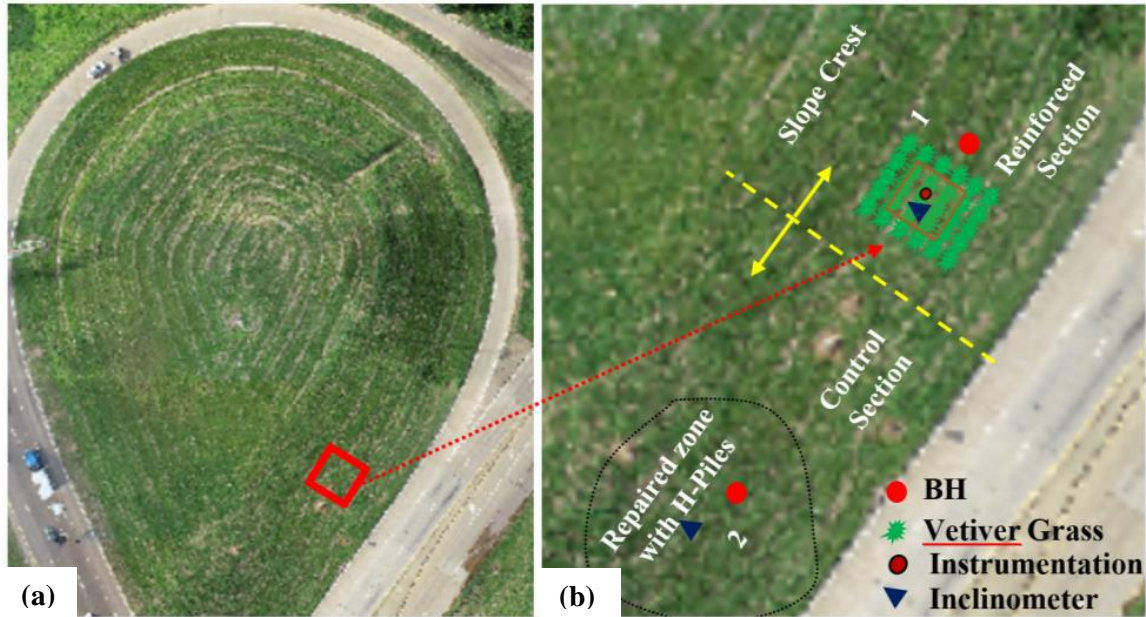 (a)
Slope Crest
1
Reinforced
Section
Control
Section
Repaired zone
with H-Piles
2
BH
Vetiver Grass
Instrumentation
Inclinometer
(b)